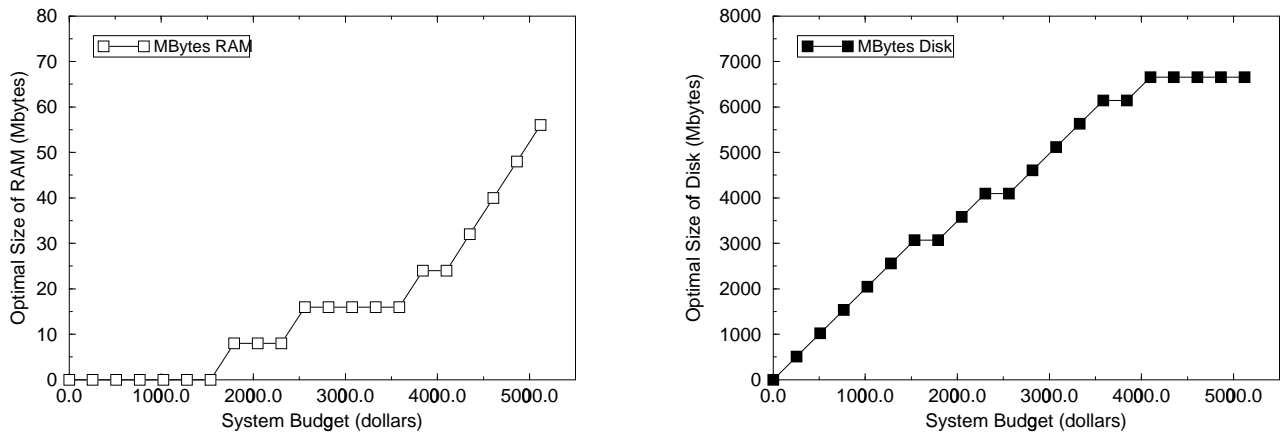 80
70
60
50
40
30
20
10
0
Optimal Size of RAM (Mbytes)
MBytes RAM
0.0 1000.0 2000.0 3000.0 4000.0 5000.0
System Budget (dollars)
8000
7000
6000
5000
4000
3000
2000
1000
0
Optimal Size of Disk (Mbytes)
MBytes Disk
0.0 1000.0 2000.0 3000.0 4000.0 5000.0
System Budget (dollars)